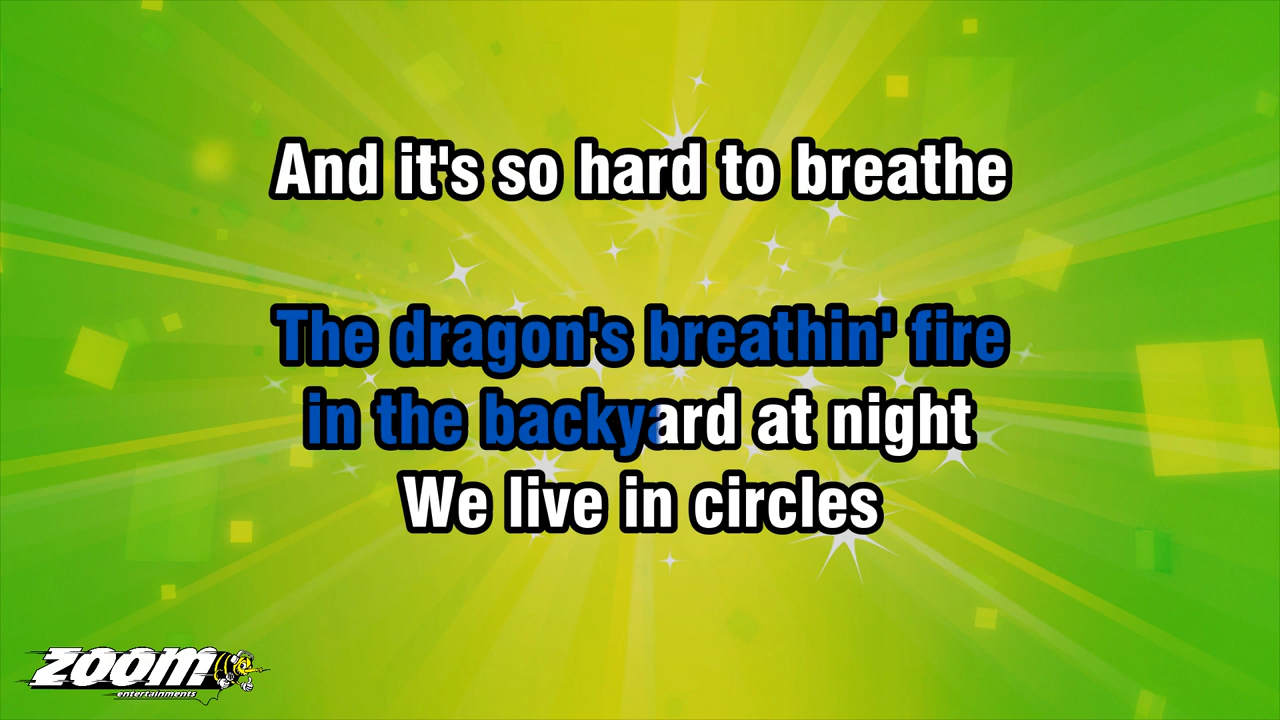 And it's so hard to breathe
The dragon's breathin' fire
in the backyard at night
We live in circles
zoom
entertainments